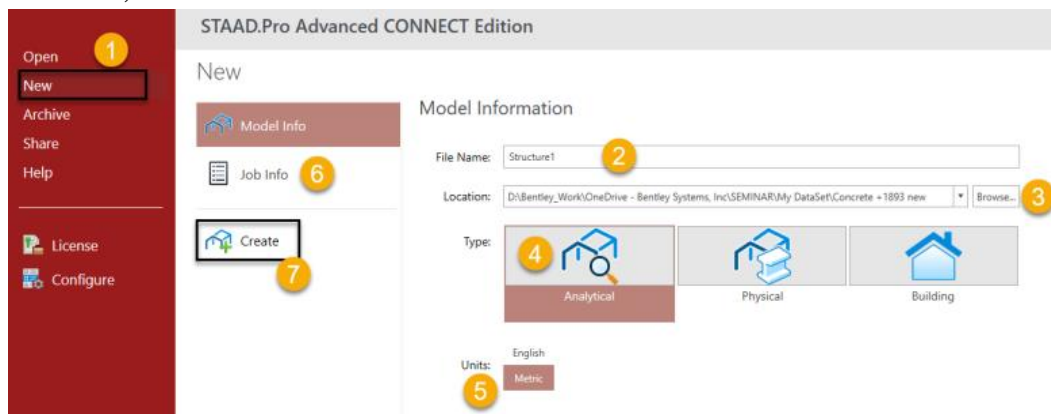 STAAD.Pro Advanced CONNECT Edition
1
Open
New
Archive
Share
Help
License
Configure
New
Model Info
Job Info 6
Create
7
Model Information
File Name: Structure1 2
Location: D:\Bentley_Work\OneDrive - Bentley Systems, Inc\SEMINAR\My DataSet\Concrete +1893 new Browse... 3
Type:
4
Analytical Physical Building
Units:
English
Metric
5